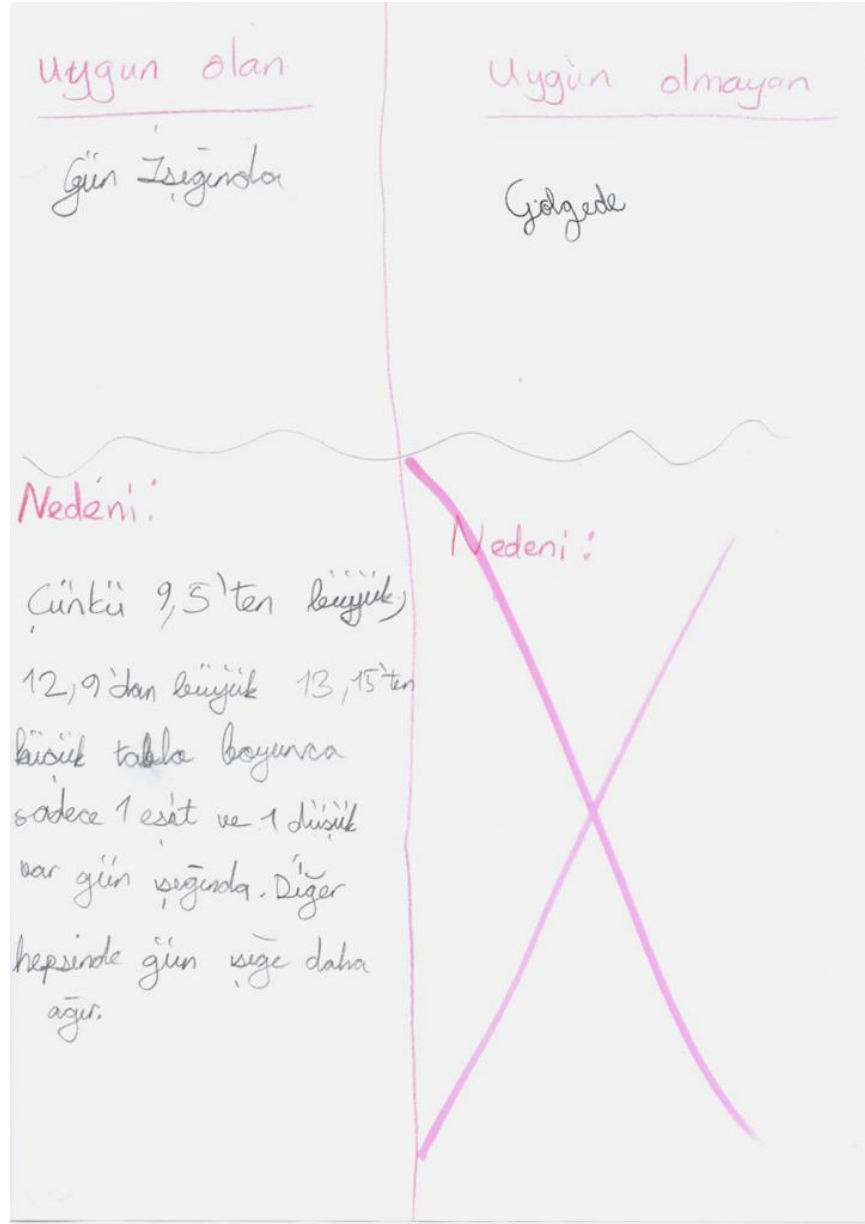 Uygun olan
Gün Işığında
Uygun olmayan
Gölgede
Nedeni:
Çünkü 9,5'ten büyük,
12,9'dan büyük 13,15'ten
küçük tablo boyunca
sadece 1 eşit ve 1 düşük
var gün ışığında. Diğer
hepsinde gün ışığı daha
ağır.
Nedeni: